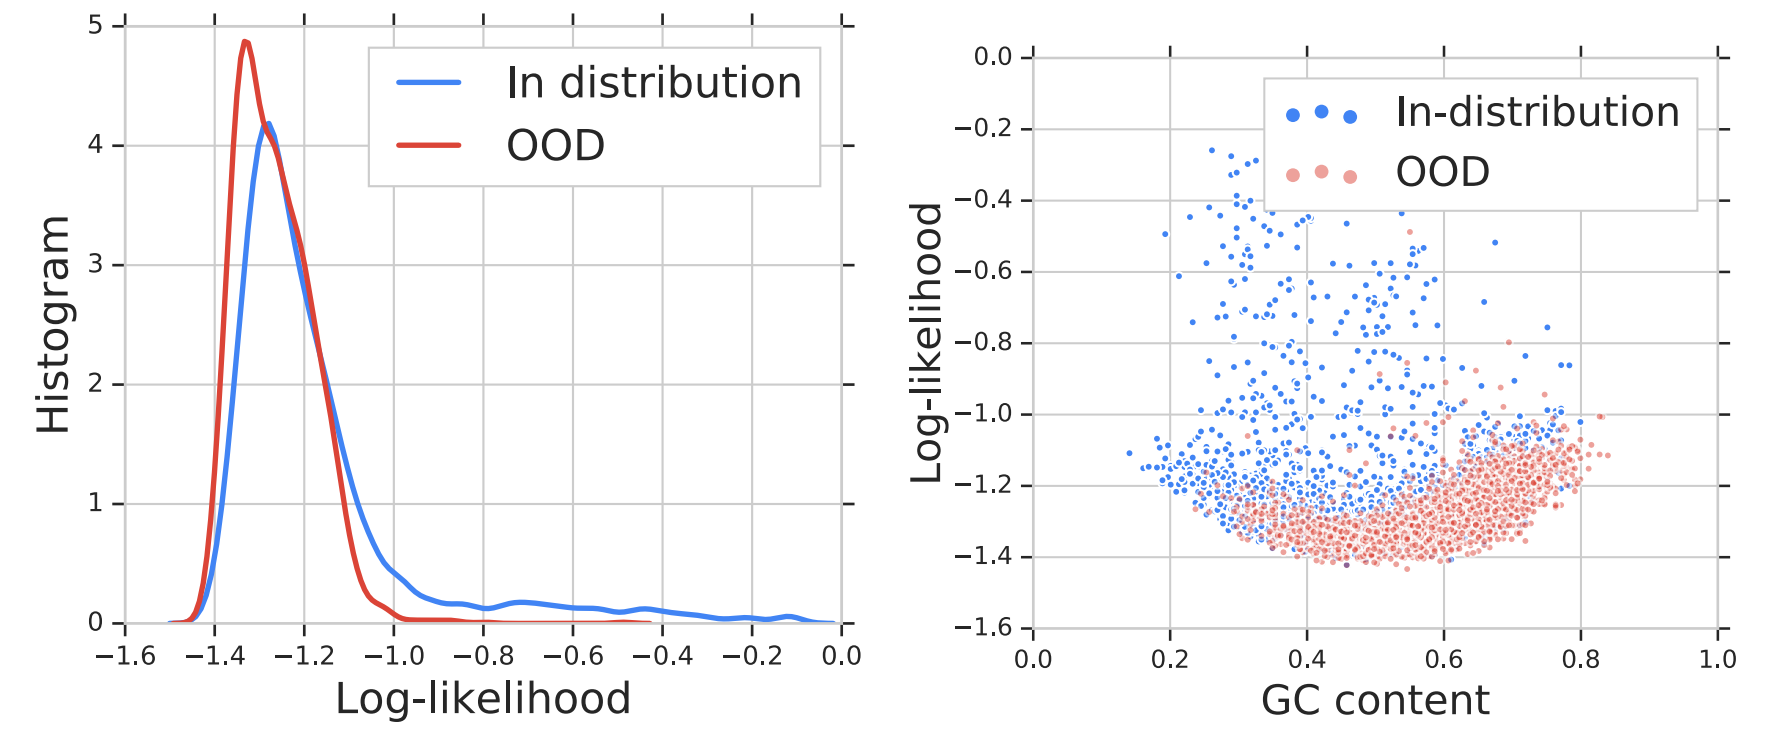 5
4
3
2
1
0
Histogram
In distribution
OOD
−1.6 −1.4 −1.2 −1.0 −0.8 −0.6 −0.4 −0.2 0.0
Log-likelihood
0.0
−0.2
−0.4
−0.6
−0.8
−1.0
−1.2
−1.4
−1.6
Log-likelihood
In-distribution
OOD
0.0 0.2 0.4 0.6 0.8 1.0
GC content